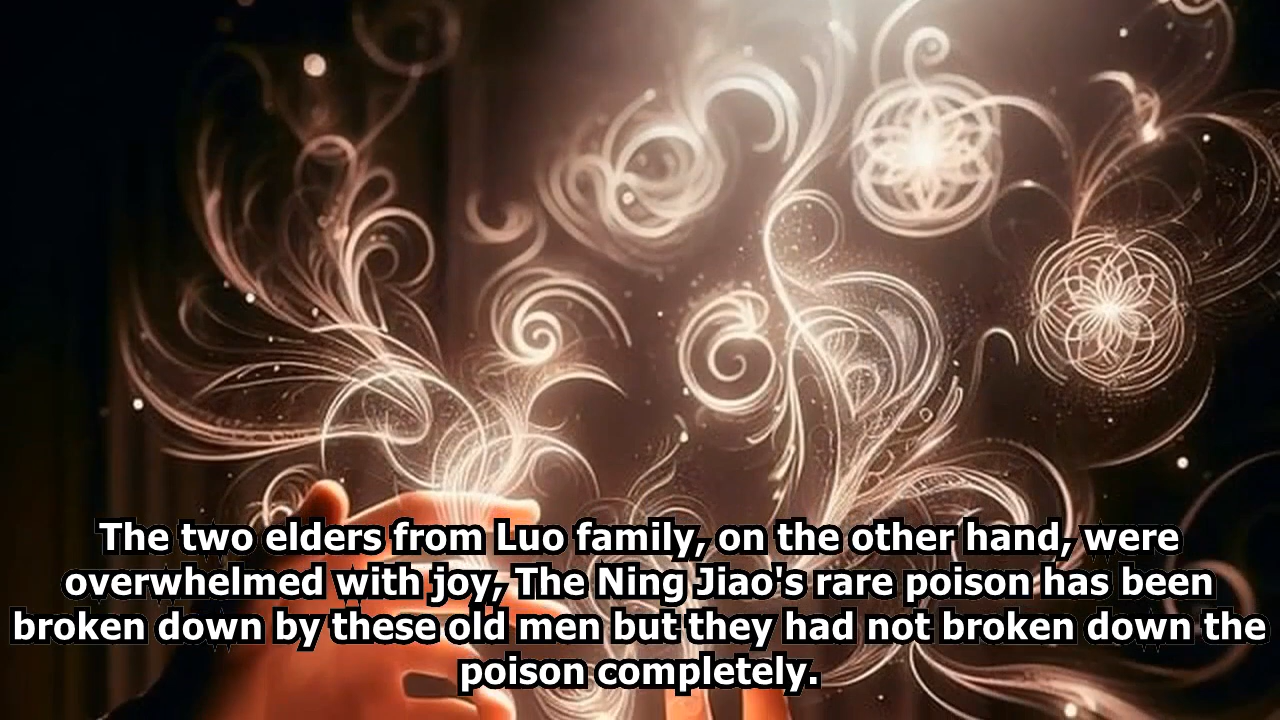 The two elders from Luo family, on the other hand, were
overwhelmed with joy, The Ning Jiao's rare poison has been
broken down by these old men but they had not broken down the
poison completely.